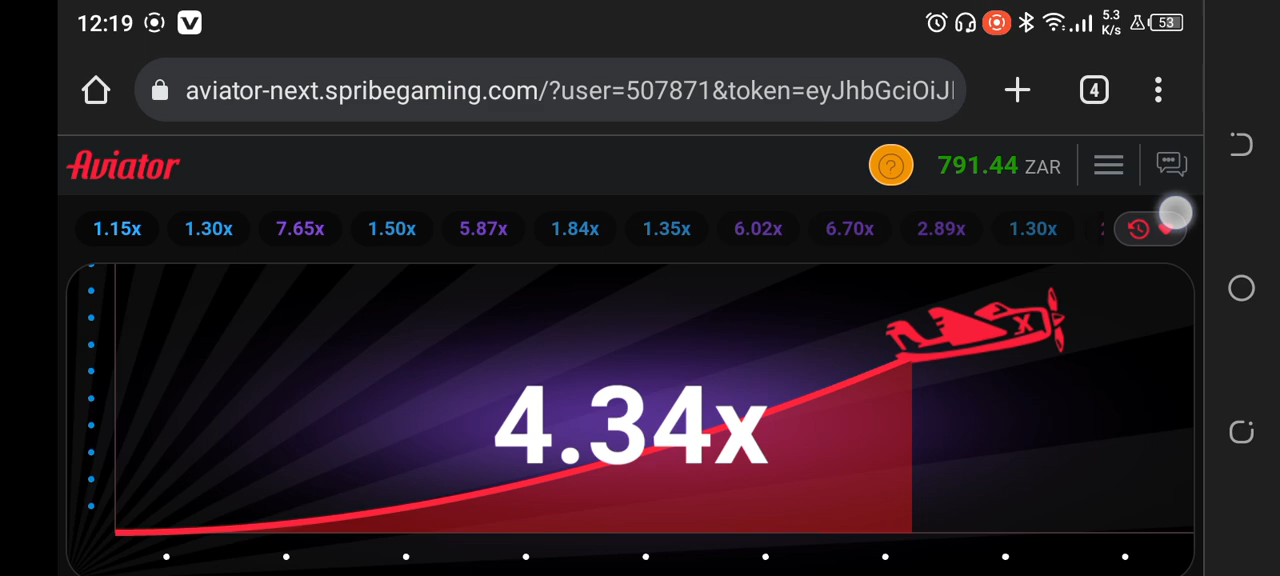 12:19 V 5.3 K/s 53
aviator-next.spribegaming.com/?user=507871&token=eyJhbGciOiJ
4
Aviator ? 791.44 ZAR
1.15x 1.30x 7.65x 1.50x 5.87x 1.84x 1.35x 6.02x 6.70x 2.89x 1.30x
X
4.34x